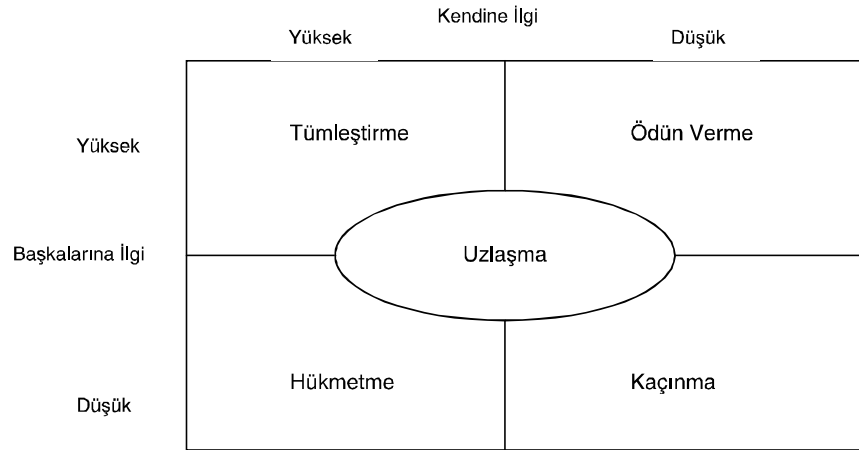 Kendine İlgi
Yüksek Düşük
Yüksek Tümleştirme Ödün Verme
Başkalarına İlgi Uzlaşma
Hükmetme Kaçınma
Düşük